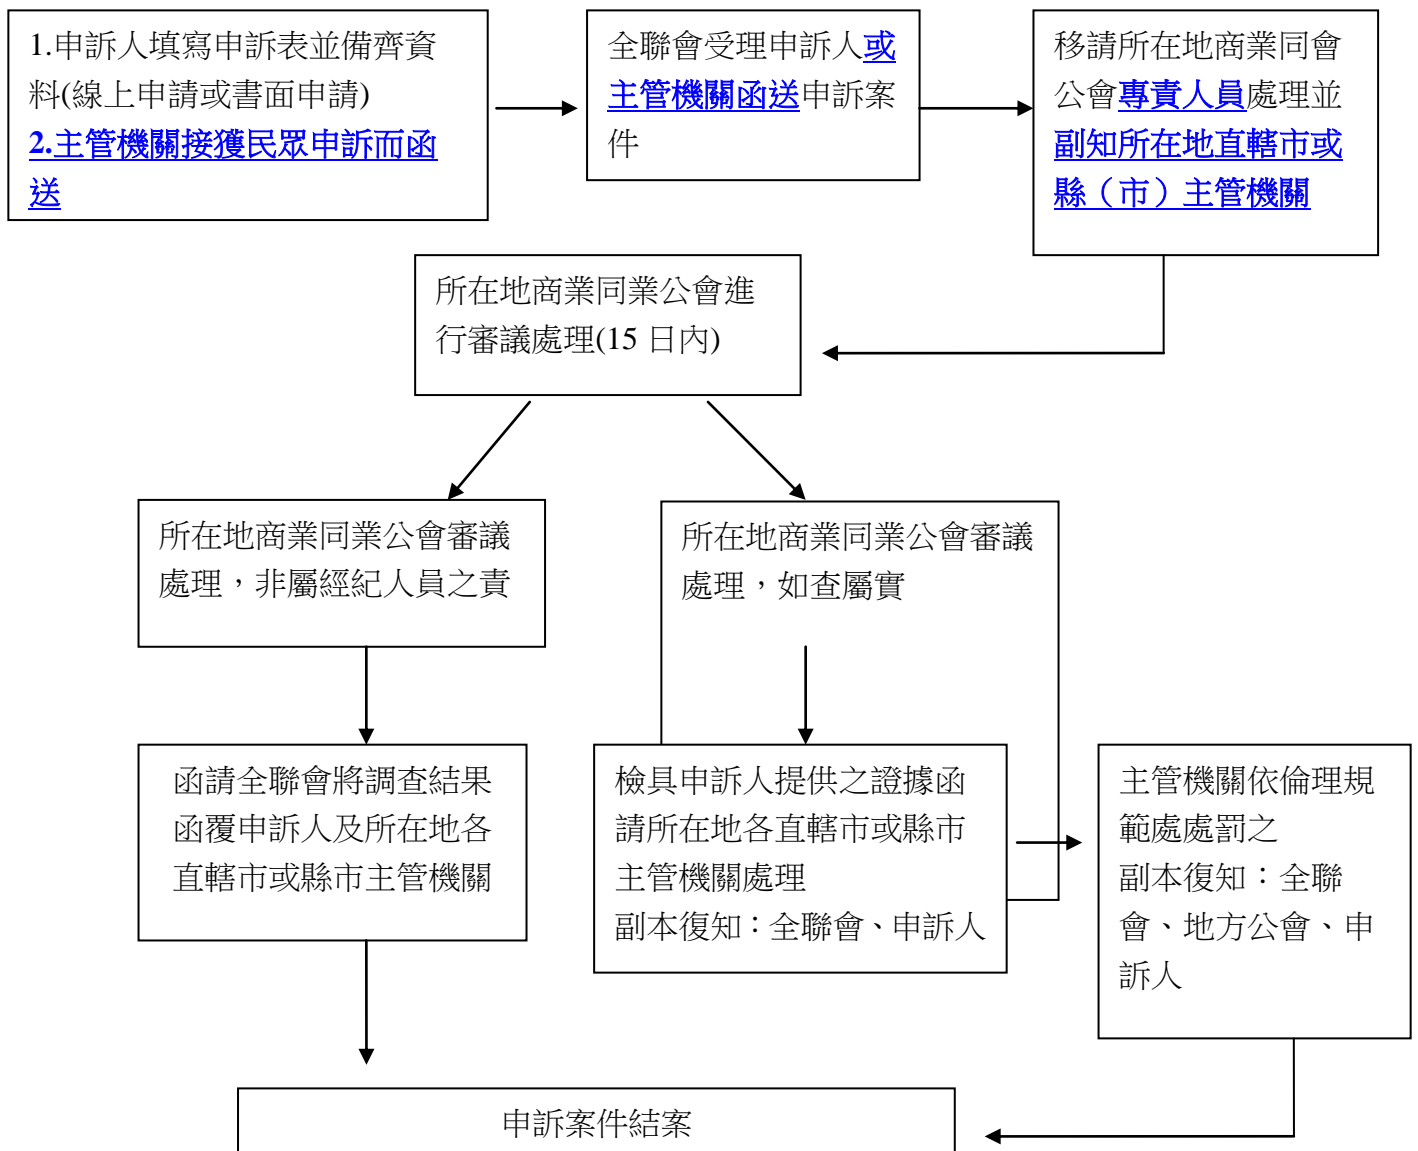 1.申訴人填寫申訴表並備齊資
料(線上申請或書面申請)
2.主管機關接獲民眾申訴而函
送
全聯會受理申訴人或
主管機關函送申訴案
件
移請所在地商業同會
公會專責人員處理並
副知所在地直轄市或
縣（市）主管機關
所在地商業同業公會進
行審議處理(15 日內)
所在地商業同業公會審議
處理，非屬經紀人員之責
所在地商業同業公會審議
處理，如查屬實
函請全聯會將調查結果
函覆申訴人及所在地各
直轄市或縣市主管機關
檢具申訴人提供之證據函
請所在地各直轄市或縣市
主管機關處理
副本復知：全聯會、申訴人
主管機關依倫理規
範處處罰之
副本復知：全聯
會、地方公會、申
訴人
申訴案件結案